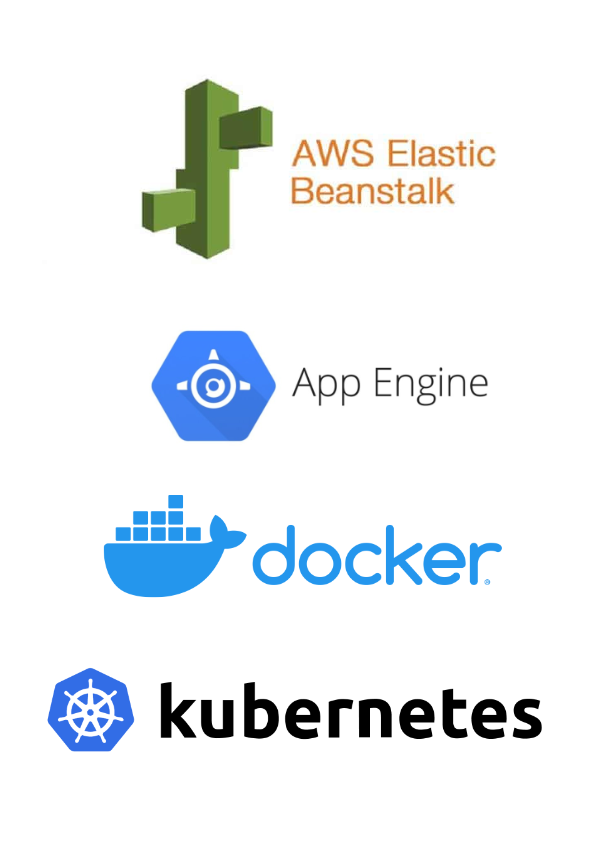 AWS Elastic
Beanstalk
App Engine
docker®
kubernetes